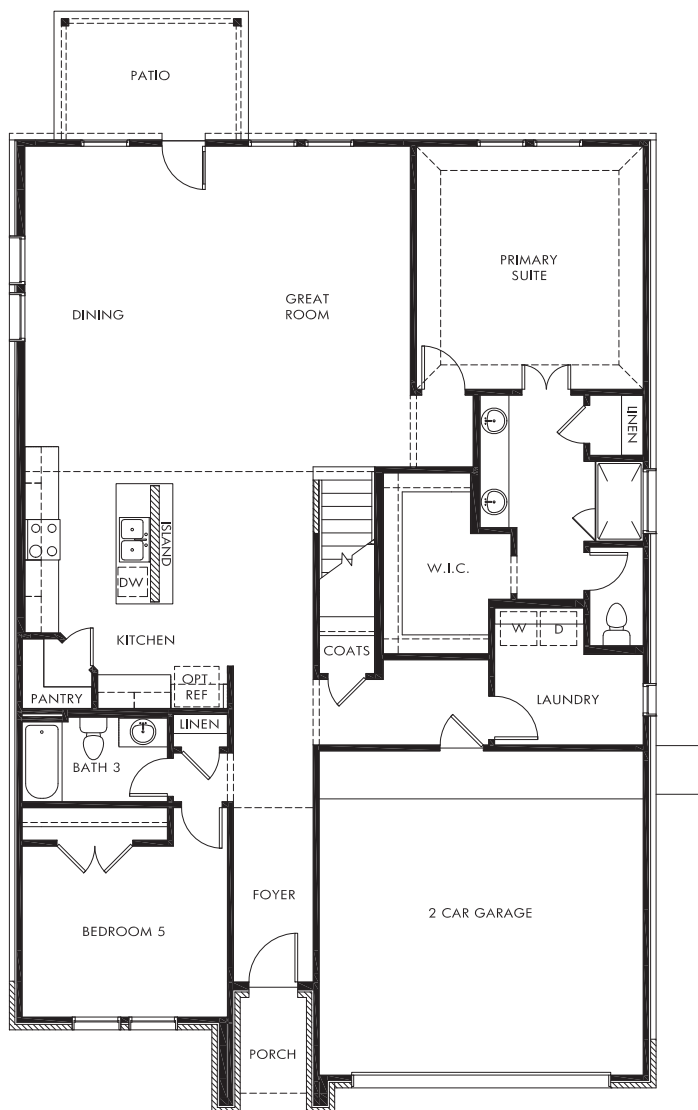 PATIO
PRIMARY
SUITE
GREAT
ROOM
DINING
LINEN
ISLAND
DW
W.I.C.
KITCHEN
W D
COATS
OPT.
REF
PANTRY
LAUNDRY
LINEN
BATH 3
FOYER
2 CAR GARAGE
BEDROOM 5
PORCH